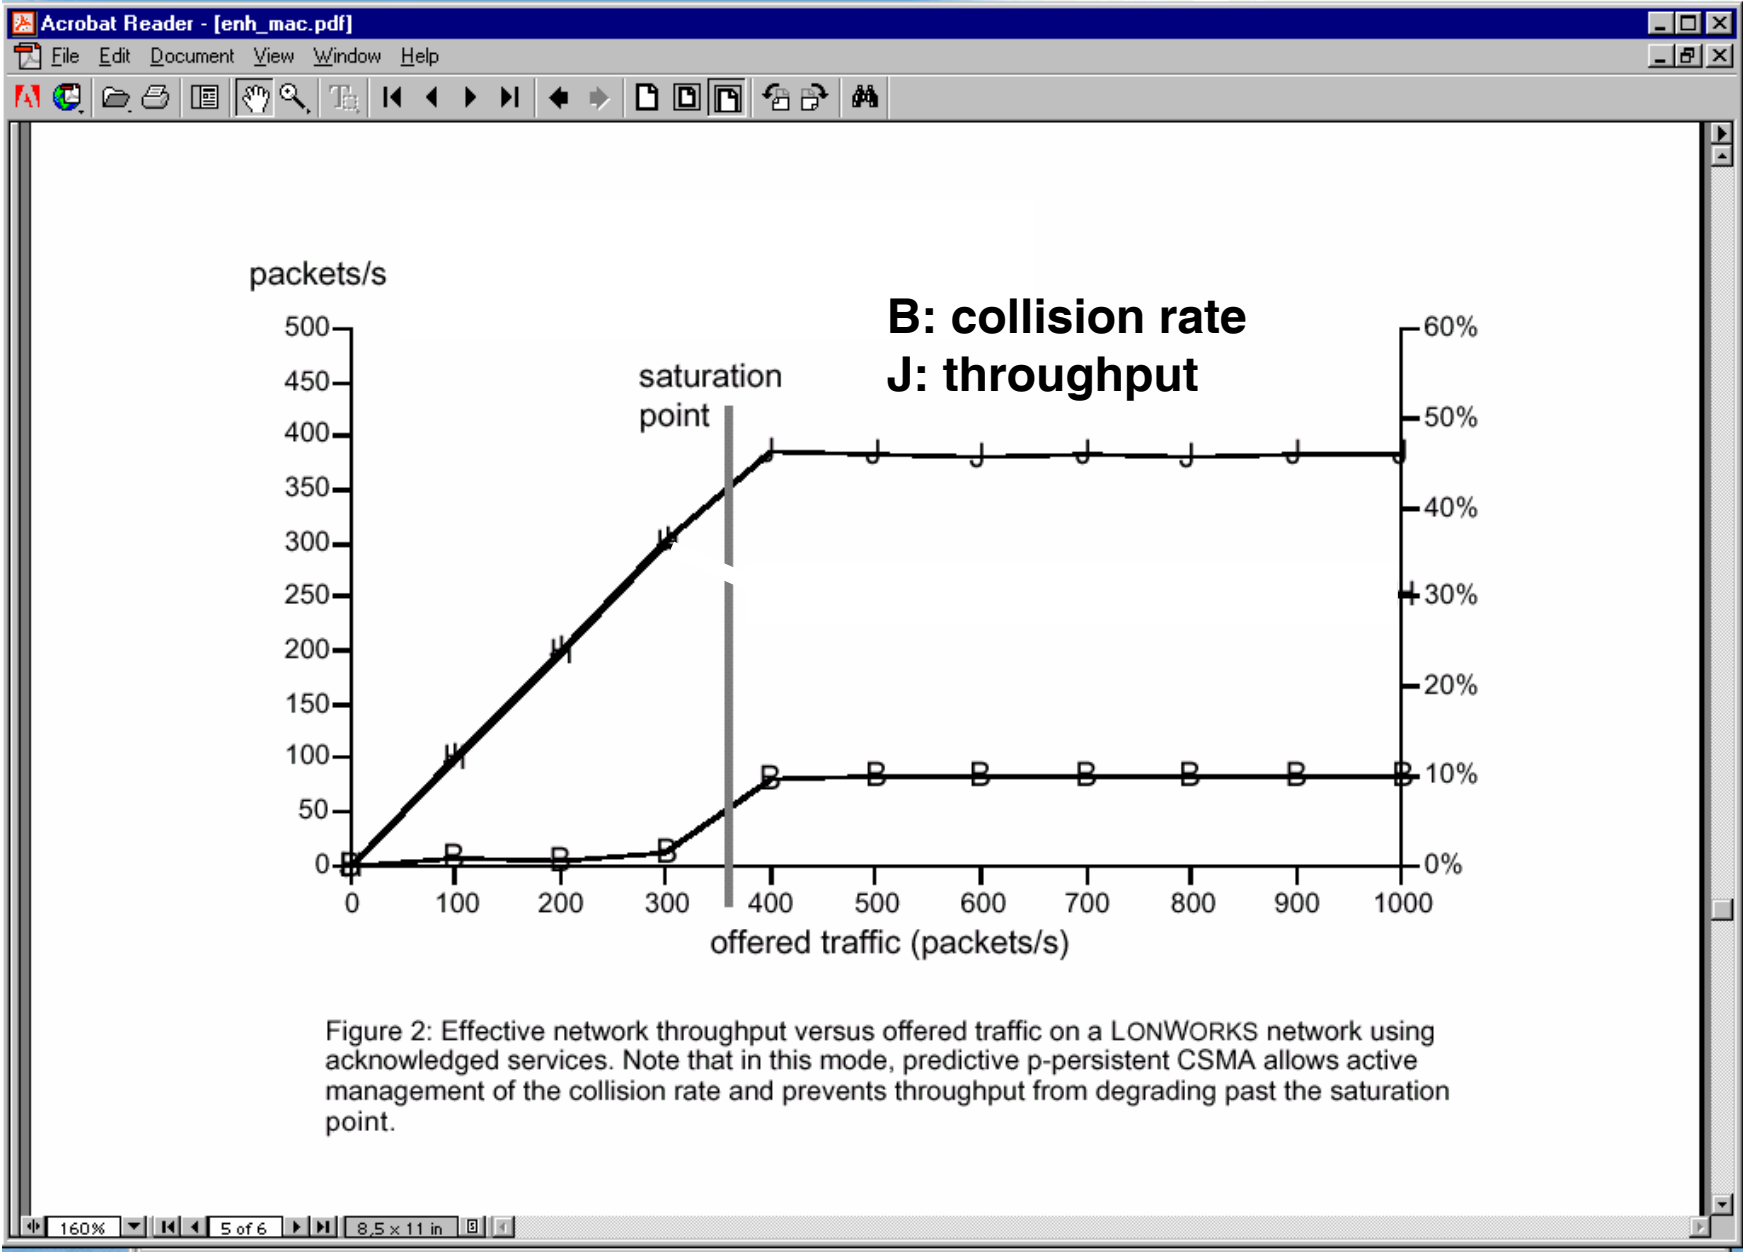 Acrobat Reader - [enh_mac.pdf]
File Edit Document View Window Help
packets/s
B: collision rate
J: throughput
saturation
point
500
450
400
350
300
250
200
150
100
50
0
60%
50%
40%
30%
20%
10%
0%
J J J J J J J
H H H H
B B B B B B B B B B B
0 100 200 300 400 500 600 700 800 900 1000
offered traffic (packets/s)
Figure 2: Effective network throughput versus offered traffic on a LONWORKS network using
acknowledged services. Note that in this mode, predictive p-persistent CSMA allows active
management of the collision rate and prevents throughput from degrading past the saturation
point.
160% 5 of 6 8,5 x 11 in